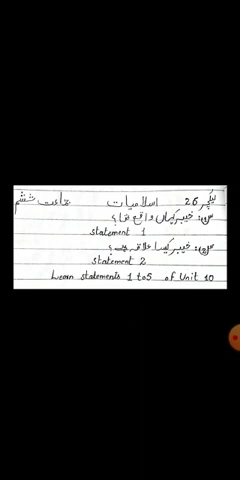 لیکچر 26 اسلامیات جماعت ششم
س: خیبر کہاں واقع تھا؟
statement 1
س: خیبر کیسا علاقہ ہے؟
statement 2
Learn statements 1 to 5 of Unit 10